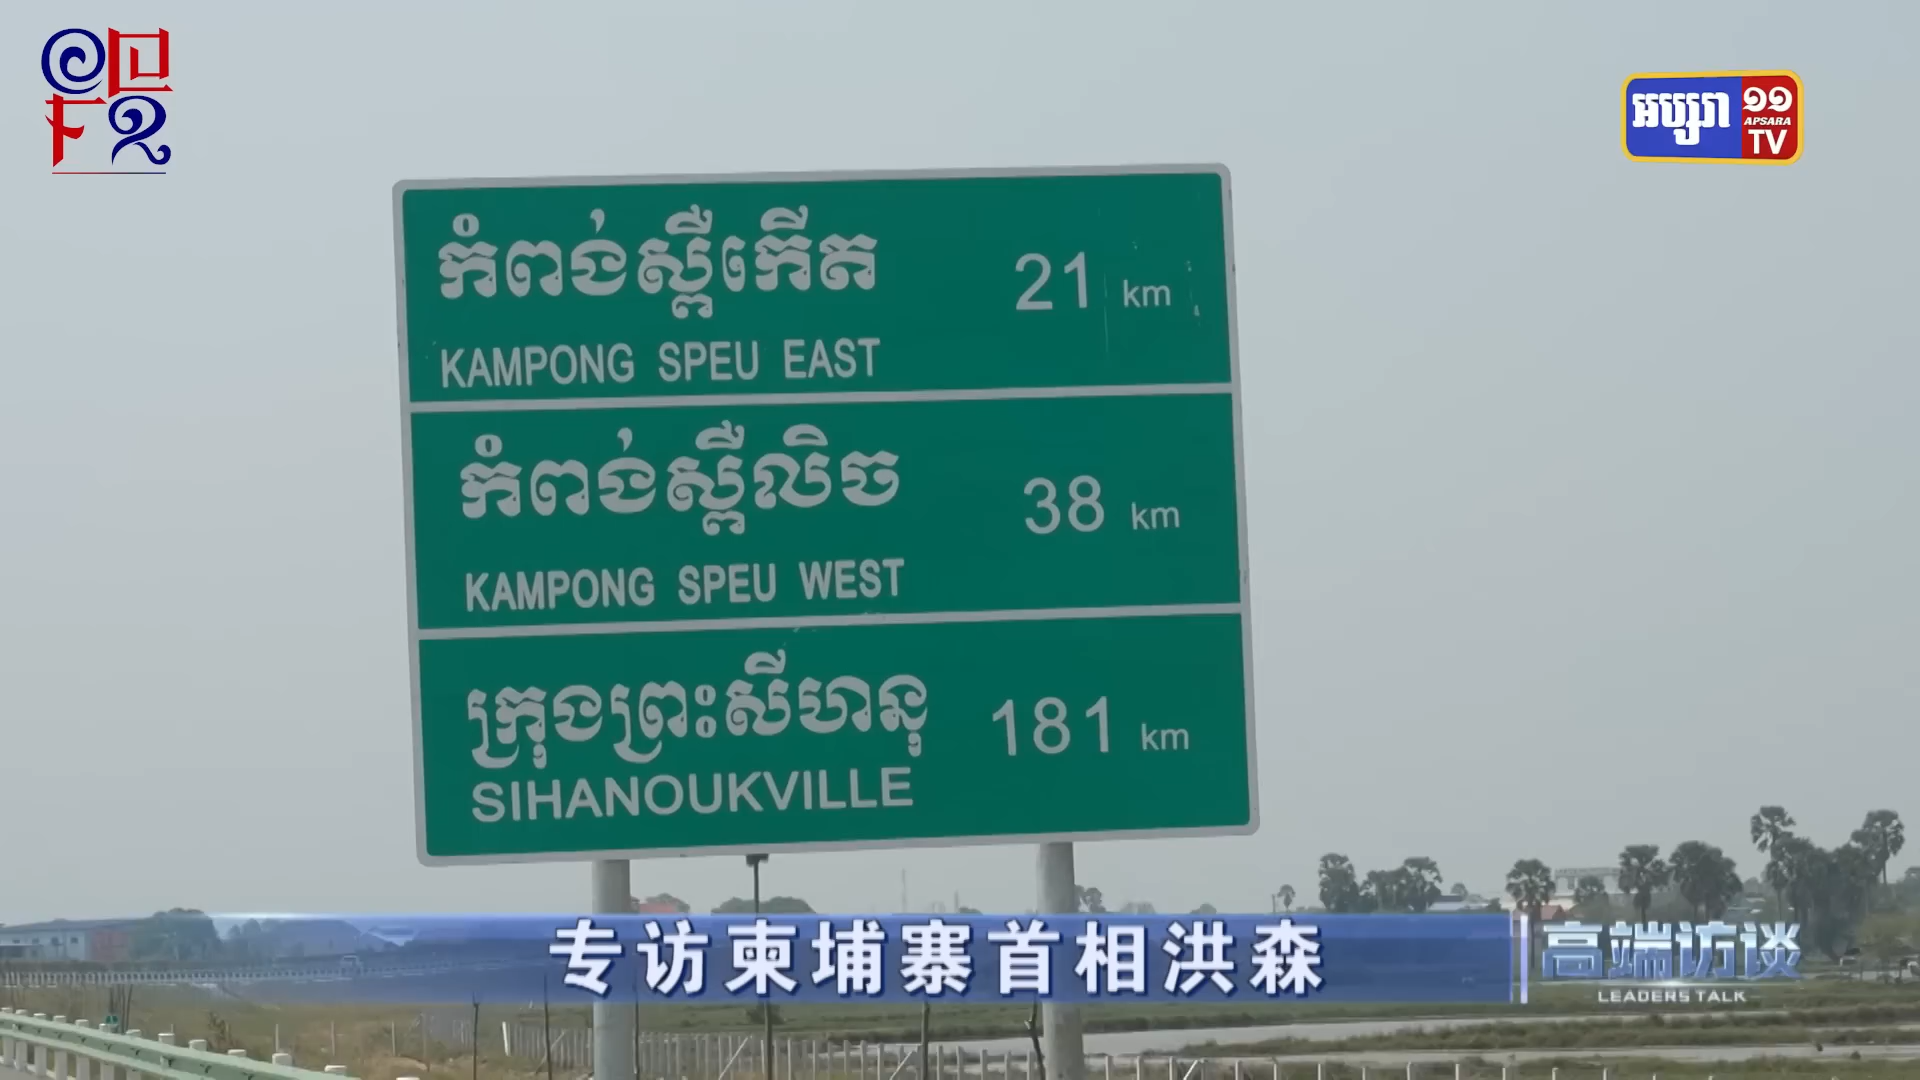 អប្សរា
១១
APSARA
TV
កំពង់ស្ពឺកើត
21 km
KAMPONG SPEU EAST
កំពង់ស្ពឺលិច
38 km
KAMPONG SPEU WEST
ក្រុងព្រះសីហនុ
181 km
SIHANOUKVILLE
专访柬埔寨首相洪森
高端访谈
LEADERS TALK